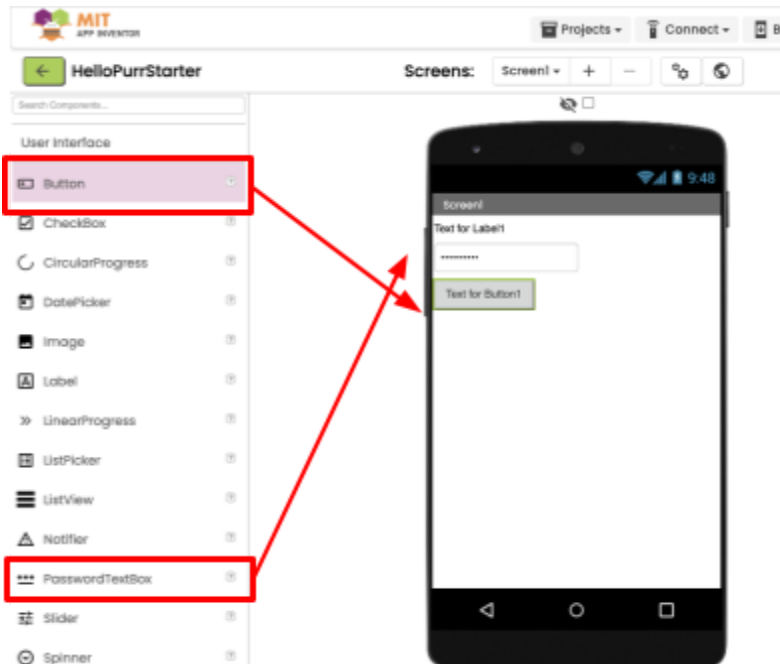 MIT
APP INVENTOR
Projects
Connect
B
HelloPurrStarter
Screens:
Screen1
Search Components...
User Interface
Button
CheckBox
CircularProgress
DatePicker
Image
Label
LinearProgress
ListPicker
ListView
Notifier
PasswordTextBox
Slider
Spinner
9:48
Screen1
Text for Label1
Text for Button1